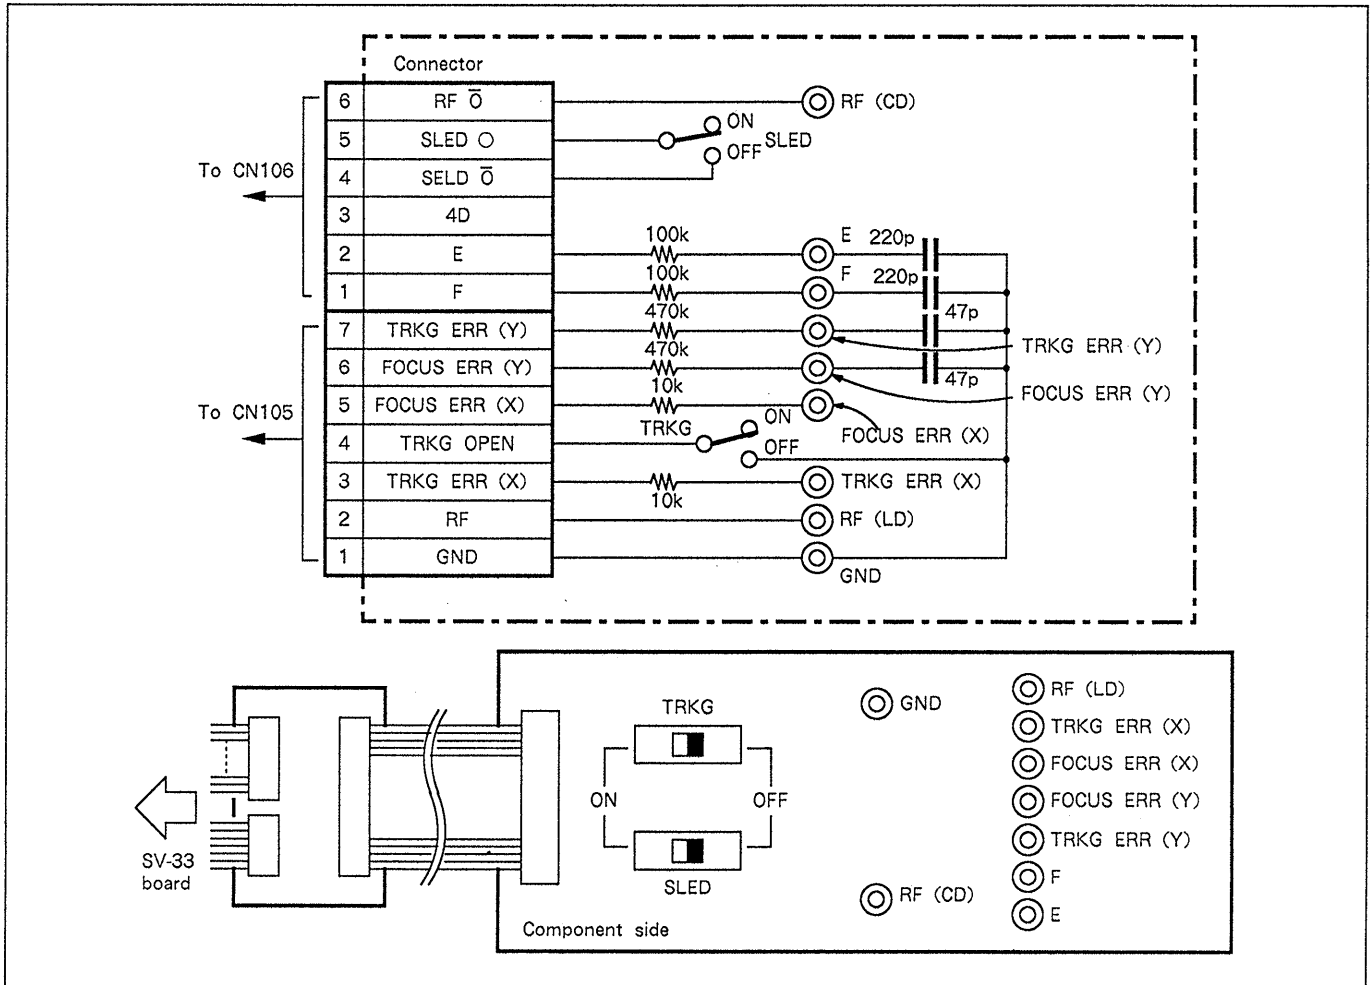 Connector
6 RF O̅ RF (CD)
5 SLED O ON SLED
4 SELD O̅ OFF
To CN106
3 4D
2 E 100k E 220p
1 F 100k F 220p
7 TRKG ERR (Y) 470k 47p TRKG ERR (Y)
6 FOCUS ERR (Y) 470k 47p FOCUS ERR (Y)
5 FOCUS ERR (X) 10k FOCUS ERR (X)
To CN105
4 TRKG OPEN TRKG ON OFF
3 TRKG ERR (X) 10k TRKG ERR (X)
2 RF RF (LD)
1 GND GND
SV-33
board
TRKG
ON OFF
SLED
Component side
GND
RF (CD)
RF (LD)
TRKG ERR (X)
FOCUS ERR (X)
FOCUS ERR (Y)
TRKG ERR (Y)
F
E